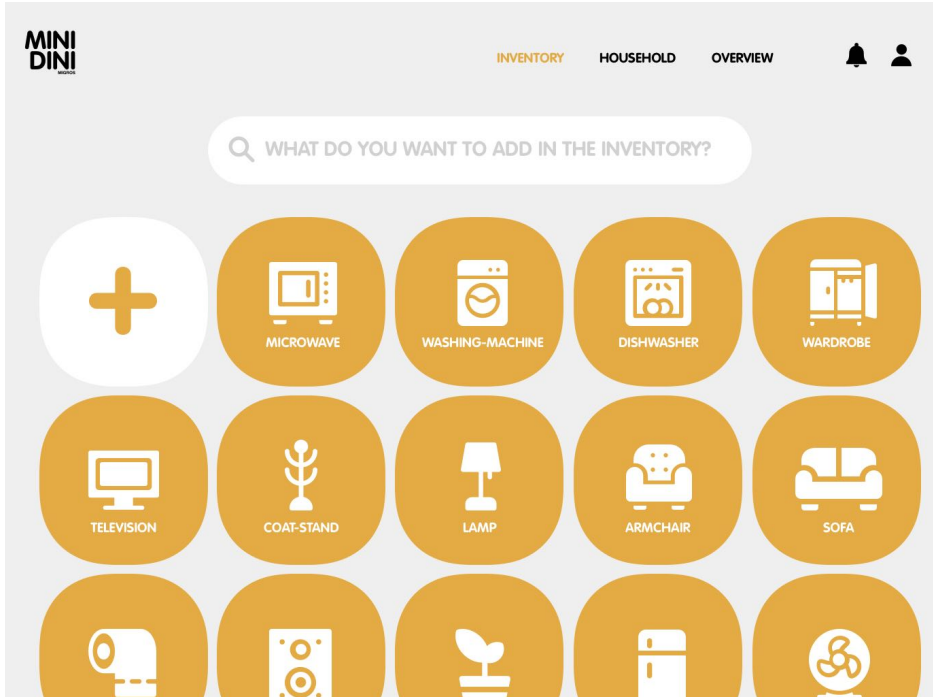 MINI
DINI
MIGROS
INVENTORY HOUSEHOLD OVERVIEW
WHAT DO YOU WANT TO ADD IN THE INVENTORY?
MICROWAVE WASHING-MACHINE DISHWASHER WARDROBE
TELEVISION COAT-STAND LAMP ARMCHAIR SOFA